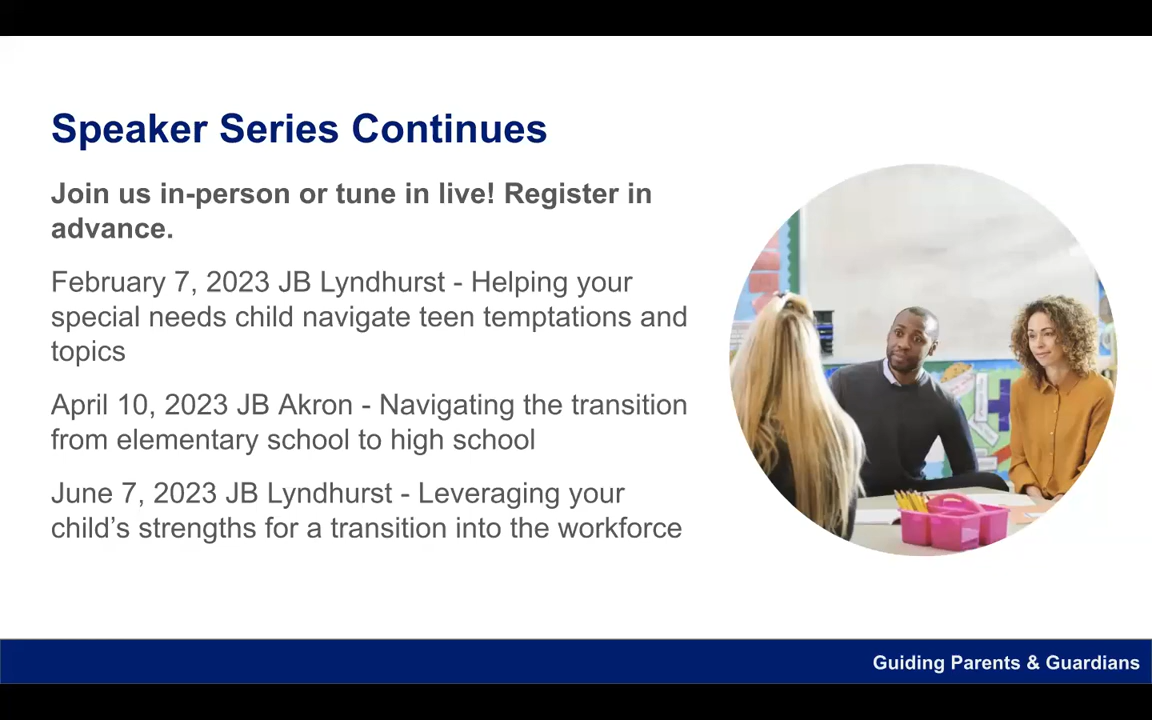 Speaker Series Continues
Join us in-person or tune in live! Register in
advance.
February 7, 2023 JB Lyndhurst - Helping your
special needs child navigate teen temptations and
topics
April 10, 2023 JB Akron - Navigating the transition
from elementary school to high school
June 7, 2023 JB Lyndhurst - Leveraging your
child’s strengths for a transition into the workforce
Guiding Parents & Guardians